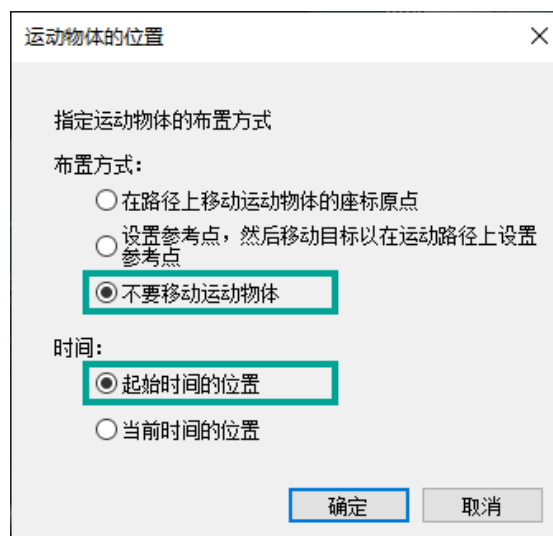 运动物体的位置
指定运动物体的布置方式
布置方式：
在路径上移动运动物体的座标原点
设置参考点，然后移动目标以在运动路径上设置
参考点
不要移动运动物体
时间：
起始时间的位置
当前时间的位置
确定
取消